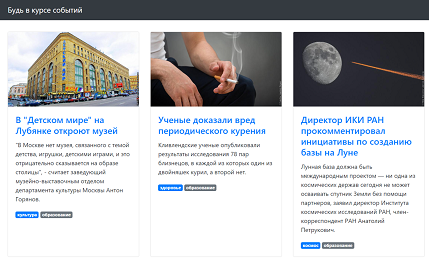 Будь в курсе событий
В "Детском мире" на
Лубянке откроют музей
"В Москве нет музея, связанного с темой
детства, игрушки, детскими играми, и это
отрицательно сказывается на образе
столицы", - считает заведующий
музейно-выставочным отделом
департамента культуры Москвы Антон
Горянов.
культура образование
Ученые доказали вред
периодического курения
Кливлендские ученые опубликовали
результаты исследования 78 пар
близнецов, в каждой из которых один из
двойняшек курил, а второй нет.
здоровье образование
Директор ИКИ РАН
прокомментировал
инициативы по созданию
базы на Луне
Лунная база должна быть
международным проектом — ни одна из
космических держав сегодня не может
осваивать спутник Земли без помощи
партнеров, заявил директор Института
космических исследований РАН, член-
корреспондент РАН Анатолий
Петрукович.
космос образование